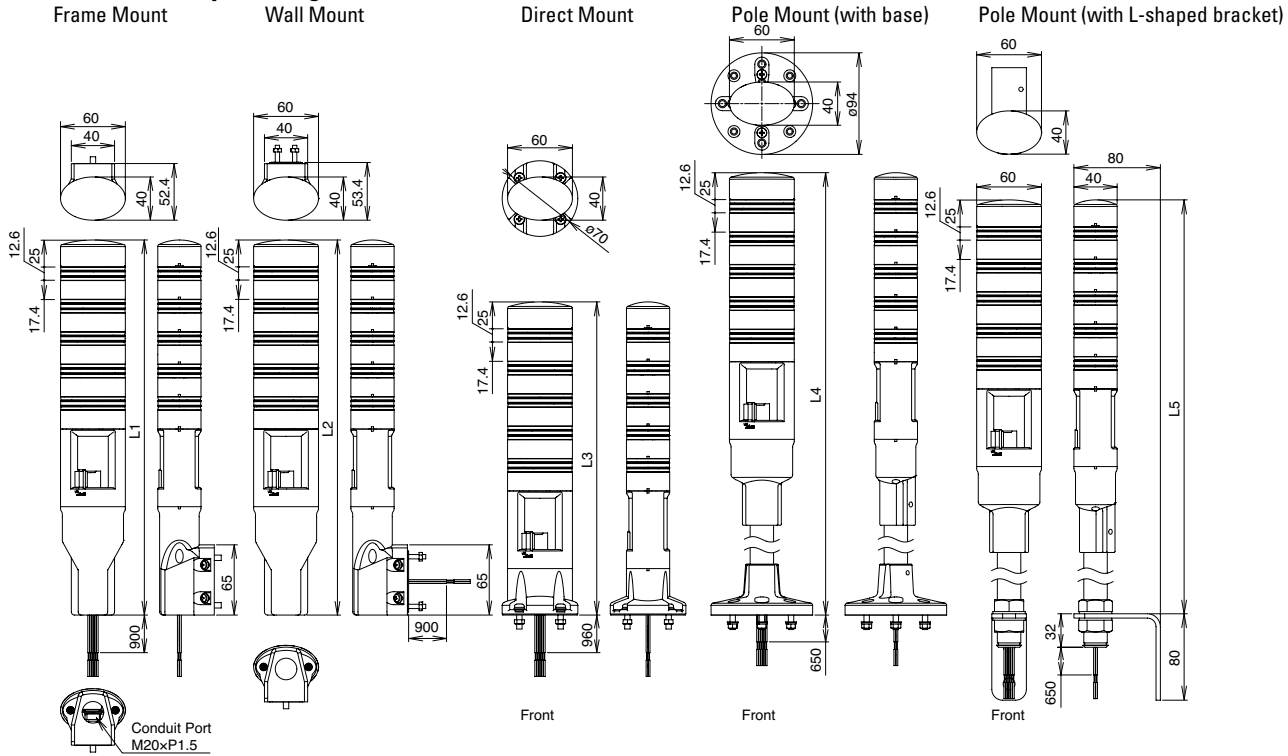 Frame Mount
Wall Mount
Direct Mount
Pole Mount (with base)
Pole Mount (with L-shaped bracket)
60
40
40
52.4
12.6
25
17.4
L1
65
900
Conduit Port
M20×P1.5
60
40
40
53.4
12.6
25
17.4
L2
65
900
60
40
ø70
12.6
25
17.4
L3
960
Front
60
40
ø94
12.6
25
17.4
L4
650
Front
60
40
80
60
40
12.6
25
17.4
L5
32
650
80
Front